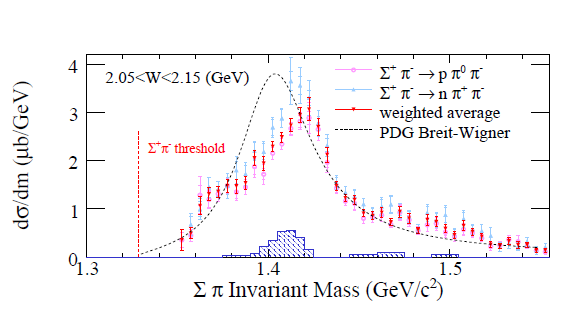 4
3
2
1
0
1.3
1.4
1.5
dσ/dm (μb/GeV)
Σ π Invariant Mass (GeV/c²)
2.05<W<2.15 (GeV)
Σ⁺π⁻ threshold
Σ⁺ π⁻ → p π⁰ π⁻
Σ⁺ π⁻ → n π⁺ π⁻
weighted average
PDG Breit-Wigner